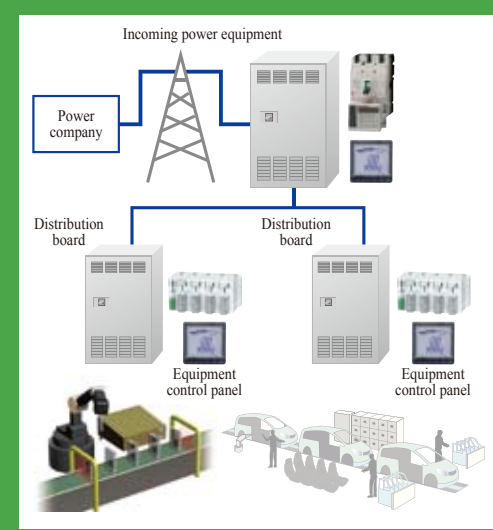 Incoming power equipment
Power
company
Distribution
board
Distribution
board
Equipment
control panel
Equipment
control panel